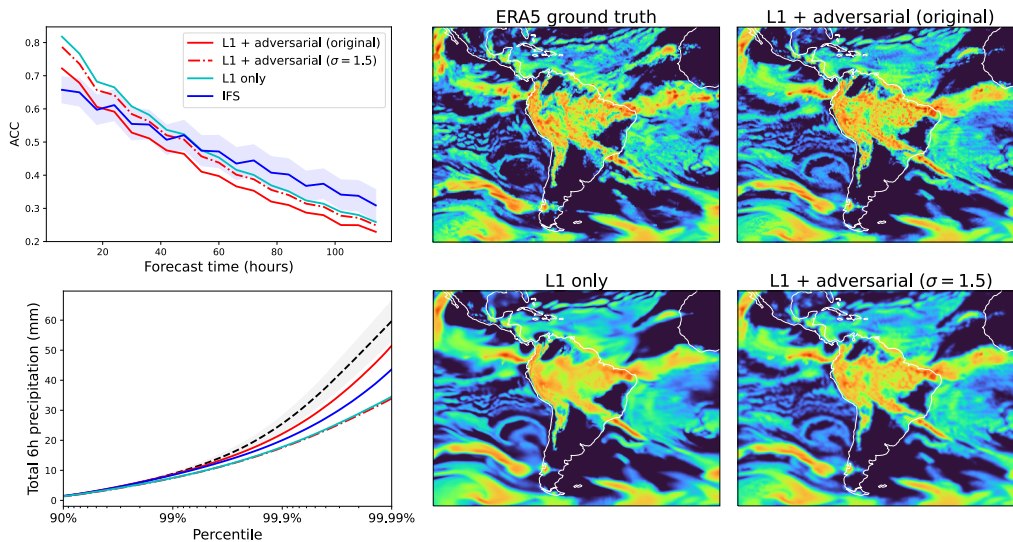 ERA5 ground truth
L1 + adversarial (original)
L1 + adversarial (original)
L1 + adversarial (σ = 1.5)
L1 only
IFS
ACC
0.8
0.7
0.6
0.5
0.4
0.3
0.2
20
40
60
80
100
Forecast time (hours)
L1 only
L1 + adversarial (σ = 1.5)
Total 6h precipitation (mm)
60
50
40
30
20
10
0
90%
99%
99.9%
99.99%
Percentile